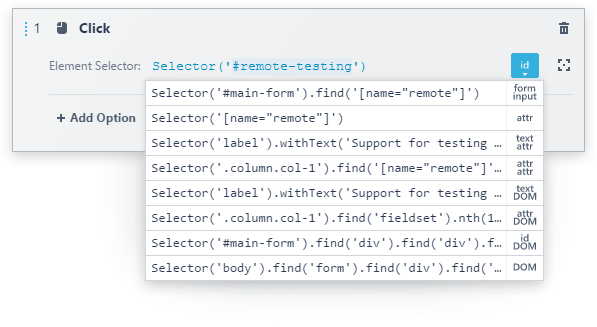 1 Click
Element Selector: Selector('#remote-testing') id
Selector('#main-form').find('[name="remote"]') form input
Selector('[name="remote"]') attr
Selector('label').withText('Support for testing … text attr
Selector('.column.col-1').find('[name="remote"]'… attr attr
Selector('label').withText('Support for testing … text DOM
Selector('.column.col-1').find('fieldset').nth(1… attr DOM
Selector('#main-form').find('div').find('div').f… id DOM
Selector('body').find('form').find('div').find('… DOM
+ Add Option